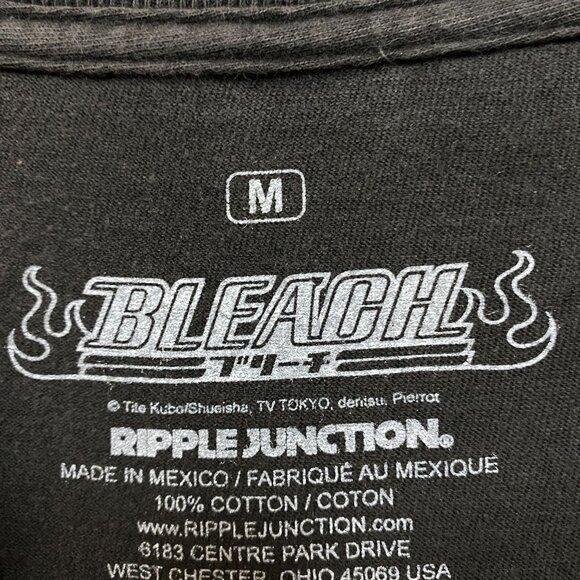 M
BLEACH
ブリーチ
© Tite Kubo/Shueisha, TV TOKYO, dentsu, Pierrot
RIPPLE JUNCTION®
MADE IN MEXICO / FABRIQUÉ AU MEXIQUE
100% COTTON / COTON
www.RIPPLEJUNCTION.com
6183 CENTRE PARK DRIVE
WEST CHESTER, OHIO 45069 USA